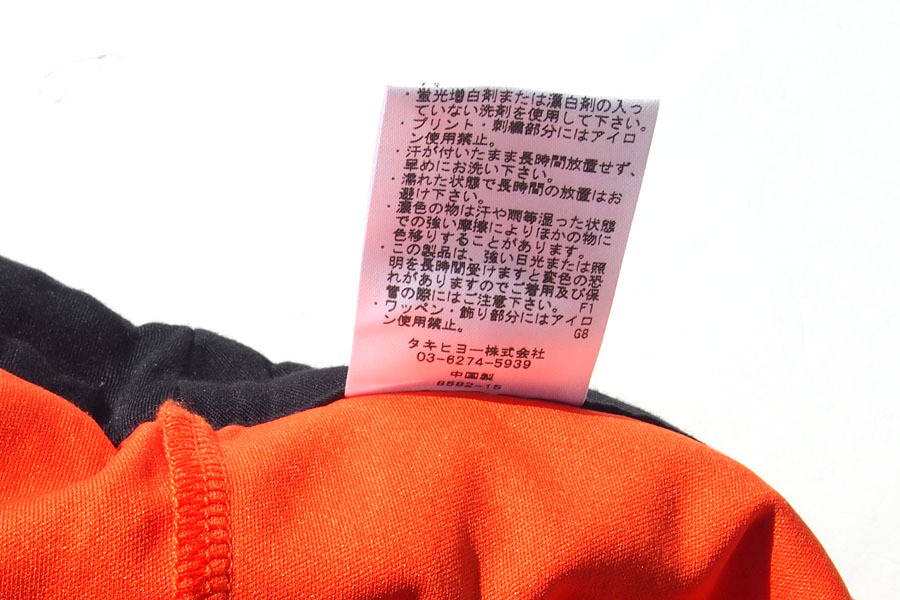 ・蛍光増白剤または漂白剤の入っ
ていない洗剤を使用して下さい。
・プリント・刺繍部分にはアイロ
ン使用禁止。
・汗が付いたまま長時間放置せず、
早めにお洗い下さい。
・濡れた状態で長時間の放置はお
避け下さい。
・濃色の物は汗や雨等湿った状態
での強い摩擦によりほかの物に
色移りすることがあります。
・この製品は、強い日光または照
明を長時間受けますと変色の恐
れがありますのでご着用及び保
管の際にはご注意下さい。 F1
・ワッペン・飾り部分にはアイロ
ン使用禁止。 G8
タキヒヨー株式会社
03-6274-5939
中国製
8582-15